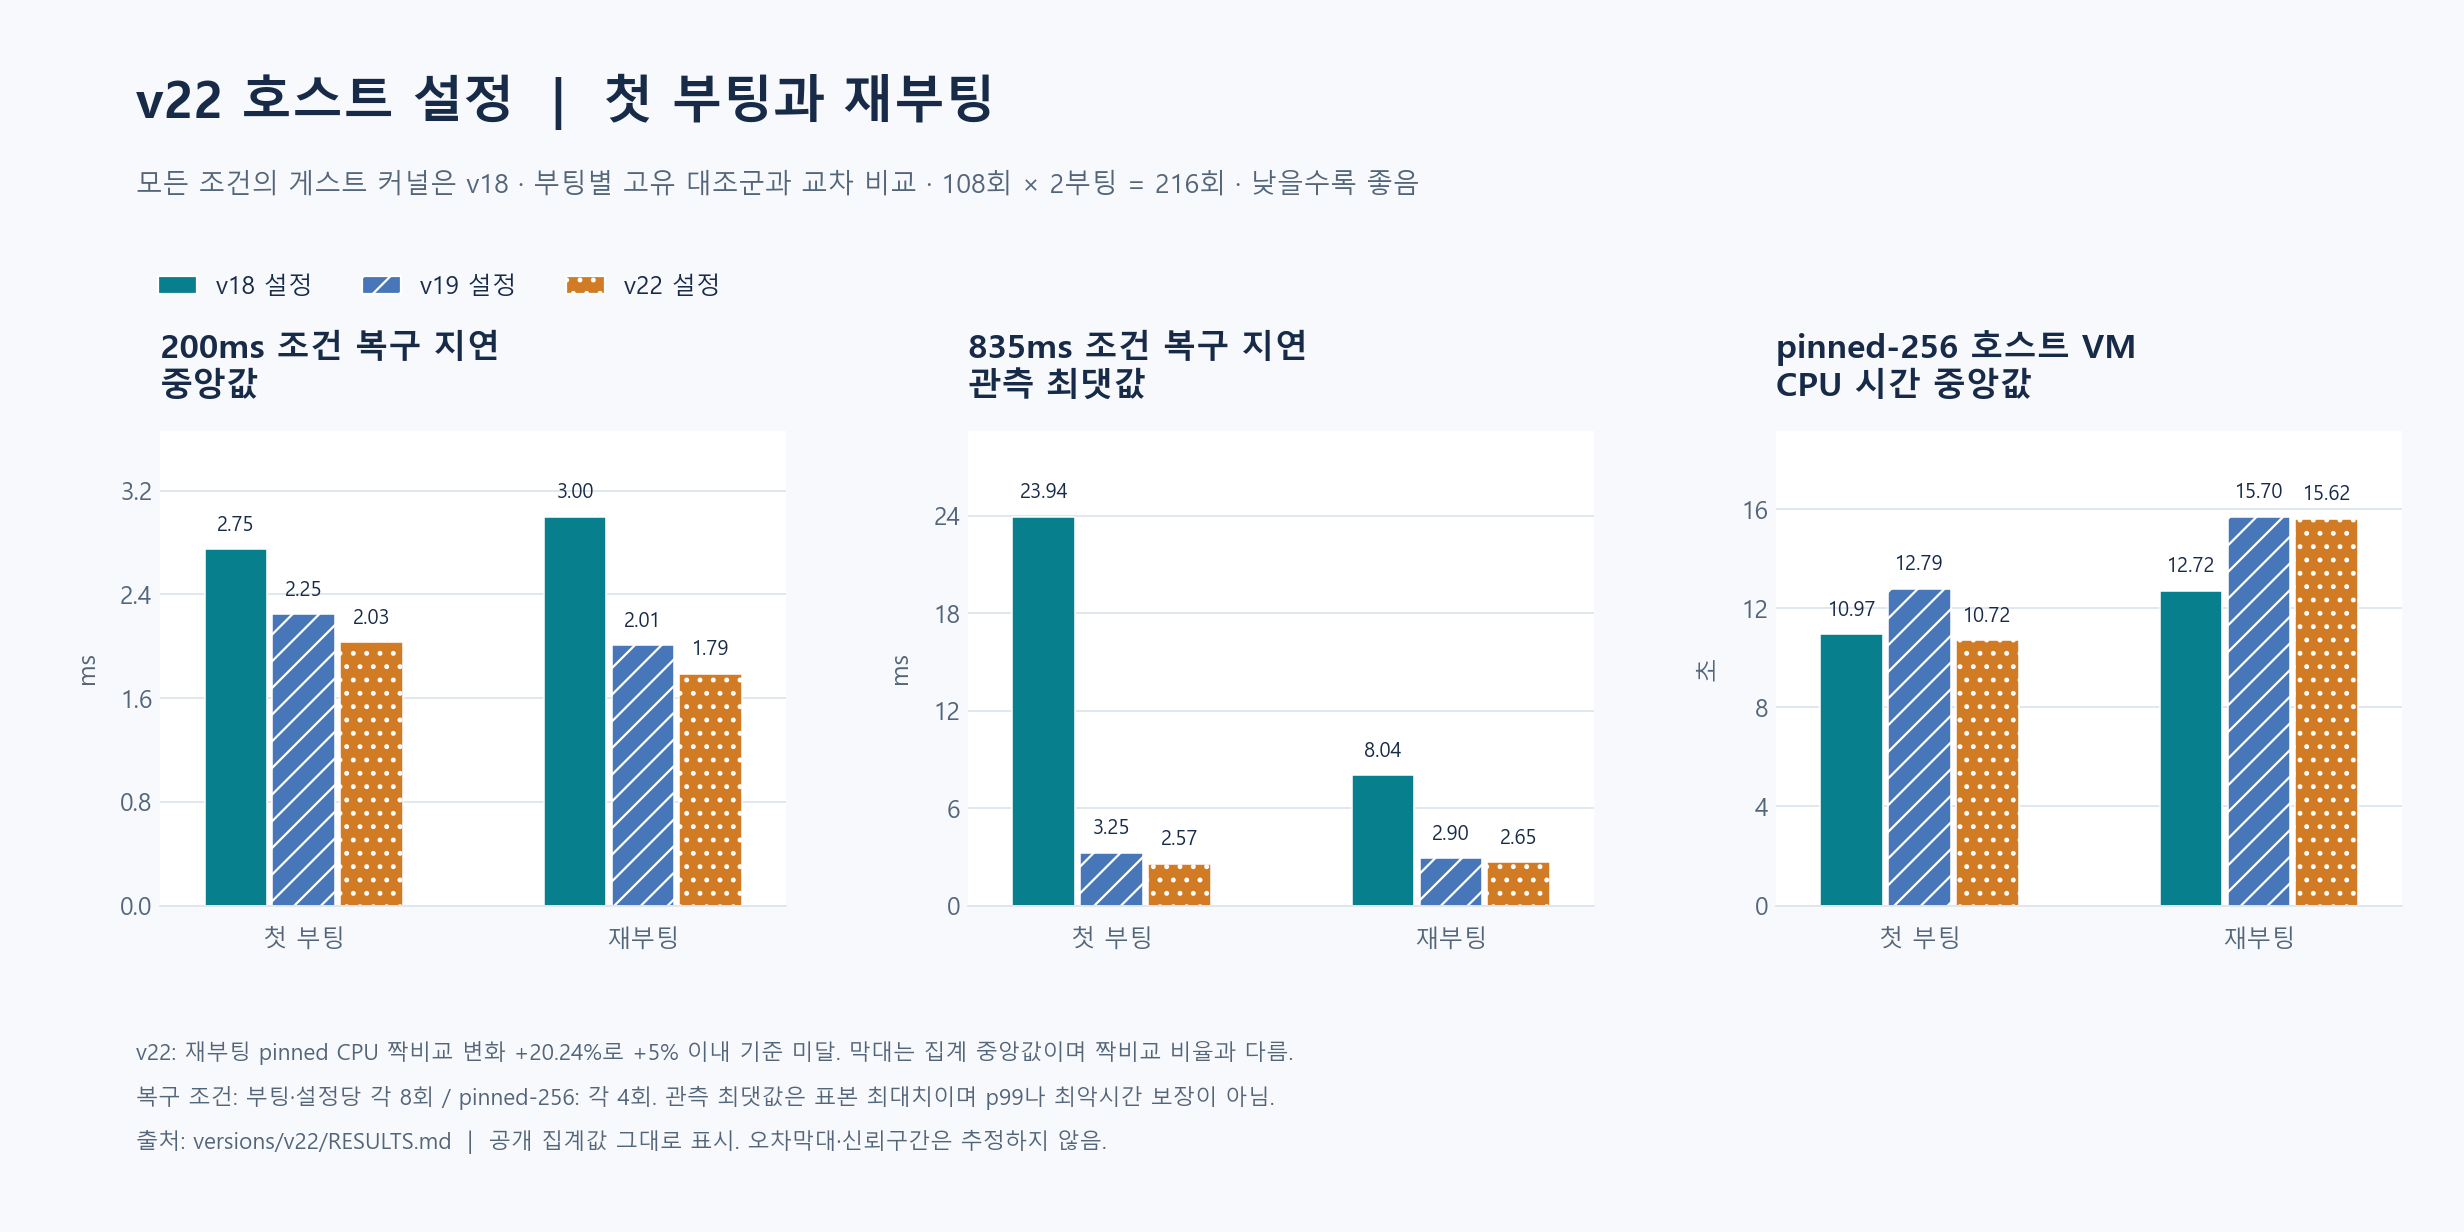 v22 호스트 설정 | 첫 부팅과 재부팅
모든 조건의 게스트 커널은 v18 · 부팅별 고유 대조군과 교차 비교 · 108회 × 2부팅 = 216회 · 낮을수록 좋음
v18 설정 v19 설정 v22 설정
200ms 조건 복구 지연
중앙값
ms
3.2
2.4
1.6
0.8
0.0
2.75
2.25
2.03
3.00
2.01
1.79
첫 부팅
재부팅
835ms 조건 복구 지연
관측 최댓값
ms
24
18
12
6
0
23.94
3.25
2.57
8.04
2.90
2.65
첫 부팅
재부팅
pinned-256 호스트 VM
CPU 시간 중앙값
초
16
12
8
4
0
10.97
12.79
10.72
12.72
15.70
15.62
첫 부팅
재부팅
v22: 재부팅 pinned CPU 짝비교 변화 +20.24%로 +5% 이내 기준 미달. 막대는 집계 중앙값이며 짝비교 비율과 다름.
복구 조건: 부팅·설정당 각 8회 / pinned-256: 각 4회. 관측 최댓값은 표본 최대치이며 p99나 최악시간 보장이 아님.
출처: versions/v22/RESULTS.md | 공개 집계값 그대로 표시. 오차막대·신뢰구간은 추정하지 않음.